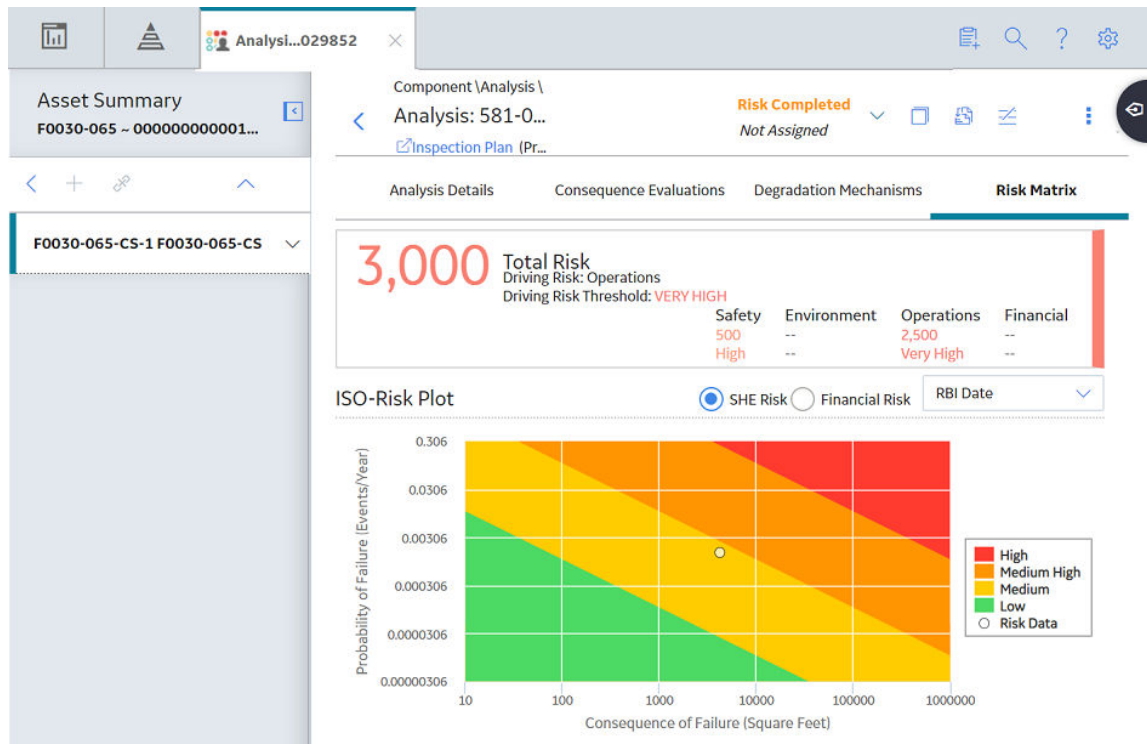 Analysi...029852
Asset Summary
F0030-065 ~ 000000000001...
Component \Analysis \
Analysis: 581-0...
Inspection Plan (Pr...
Risk Completed
Not Assigned
F0030-065-CS-1 F0030-065-CS
Analysis Details Consequence Evaluations Degradation Mechanisms Risk Matrix
3,000
Total Risk
Driving Risk: Operations
Driving Risk Threshold: VERY HIGH
Safety Environment Operations Financial
500 -- 2,500 --
High -- Very High --
ISO-Risk Plot
SHE Risk Financial Risk RBI Date
Probability of Failure (Events/Year)
0.306
0.0306
0.00306
0.000306
0.0000306
0.00000306
10 100 1000 10000 100000 1000000
Consequence of Failure (Square Feet)
High
Medium High
Medium
Low
Risk Data